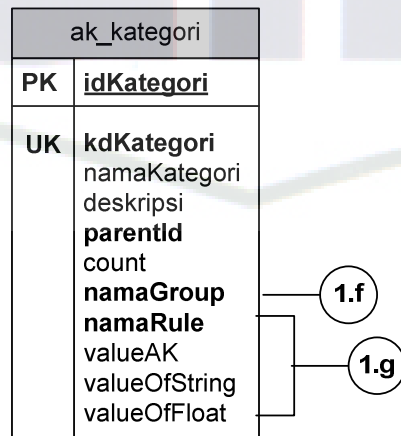 ak_kategori
PK idKategori
UK kdKategori
namaKategori
deskripsi
parentId
count
namaGroup 1.f
namaRule
valueAK 1.g
valueOfString
valueOfFloat